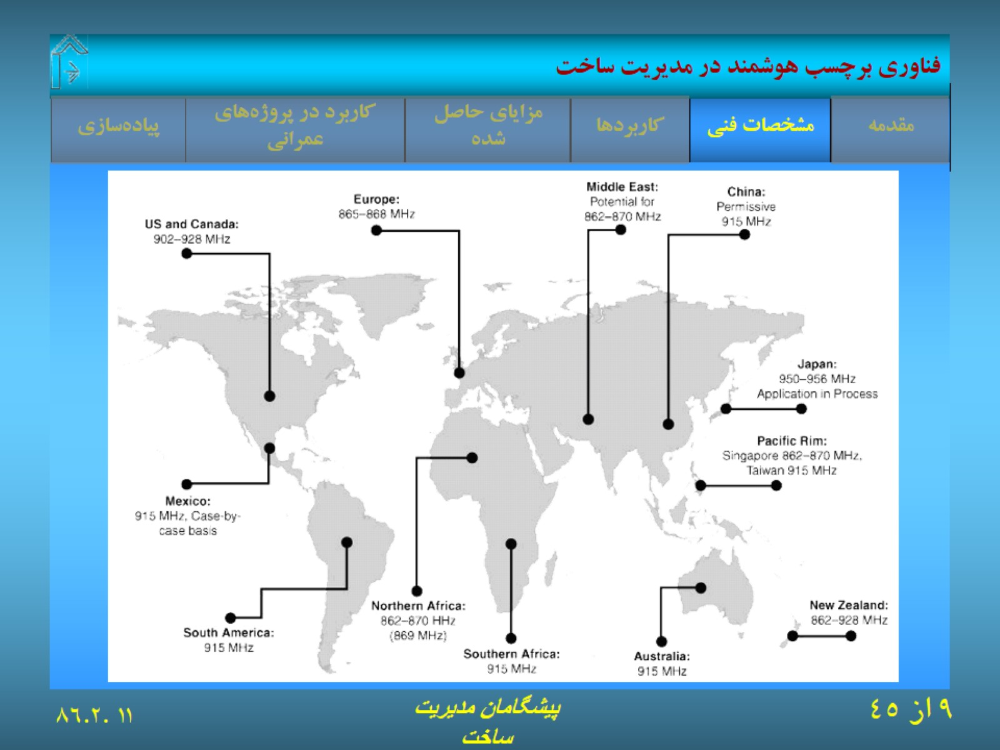 فناوری برچسب هوشمند در مدیریت ساخت
مقدمه
مشخصات فنی
کاربردها
مزایای حاصل
شده
کاربرد در پروژه‌های
عمرانی
پیاده‌سازی
US and Canada:
902–928 MHz
Europe:
865–868 MHz
Middle East:
Potential for
862–870 MHz
China:
Permissive
915 MHz
Japan:
950–956 MHz
Application in Process
Pacific Rim:
Singapore 862–870 MHz,
Taiwan 915 MHz
Mexico:
915 MHz, Case-by-
case basis
South America:
915 MHz
Northern Africa:
862–870 HHz
(869 MHz)
Southern Africa:
915 MHz
Australia:
915 MHz
New Zealand:
862–928 MHz
۹ از ٤٥
پیشگامان مدیریت
ساخت
۸٦.۲.۱۱